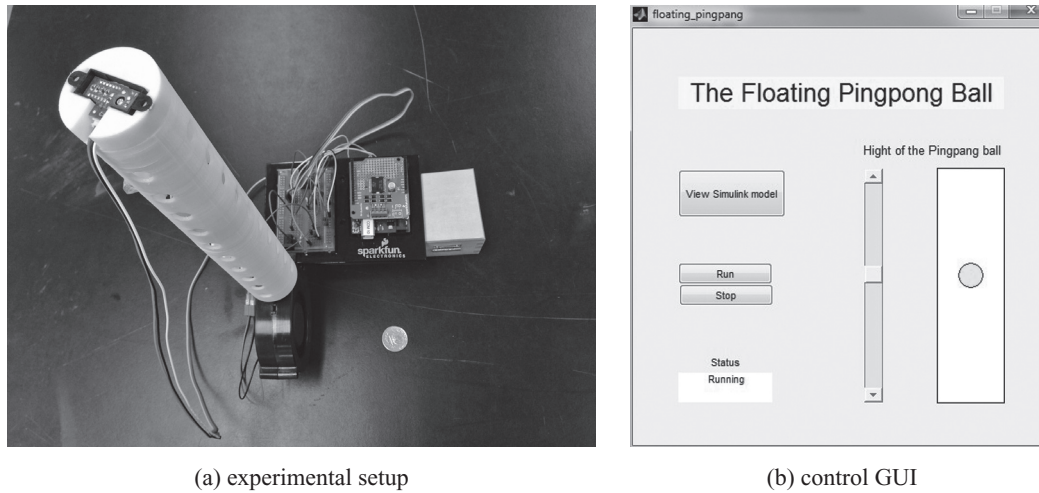 sparkfun
ELECTRONICS
floating_pingpang
The Floating Pingpong Ball
Hight of the Pingpang ball
View Simulink model
Run
Stop
Status
Running
(a) experimental setup
(b) control GUI